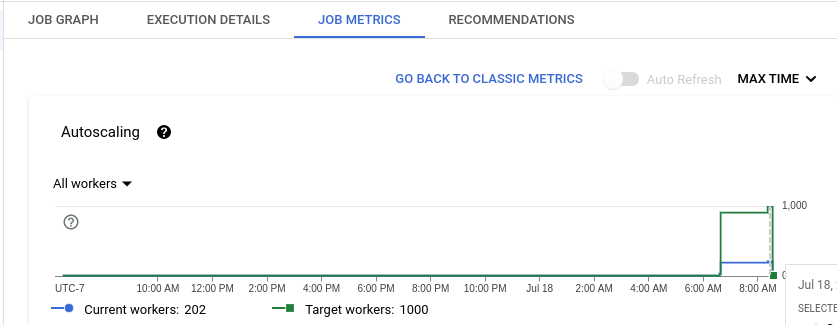 JOB GRAPH EXECUTION DETAILS JOB METRICS RECOMMENDATIONS
GO BACK TO CLASSIC METRICS Auto Refresh MAX TIME
Autoscaling ?
All workers
?
1,000
0
UTC-7 10:00 AM 12:00 PM 2:00 PM 4:00 PM 6:00 PM 8:00 PM 10:00 PM Jul 18 2:00 AM 4:00 AM 6:00 AM 8:00 AM
Jul 18,
Current workers: 202 Target workers: 1000
SELECTE